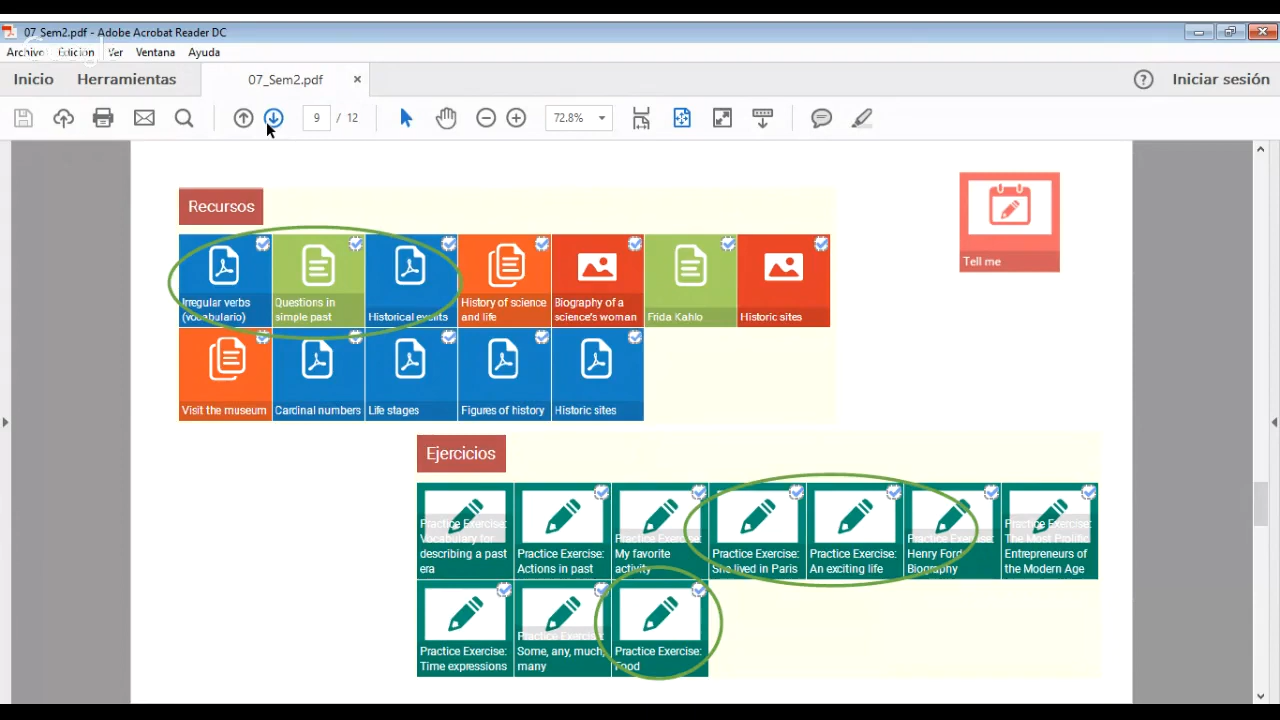 07_Sem2.pdf - Adobe Acrobat Reader DC
Archivo Edición Ver Ventana Ayuda
Inicio Herramientas 07_Sem2.pdf × ? Iniciar sesión
9 / 12 72.8%
Recursos
Tell me
Irregular verbs
(vocabulario)
Questions in
simple past
Historical events
History of science
and life
Biography of a
science's woman
Frida Kahlo
Historic sites
Visit the museum
Cardinal numbers
Life stages
Figures of history
Historic sites
Ejercicios
Practice Exercise:
Vocabulary for
describing a past
era
Practice Exercise:
Actions in past
Practice Exercise:
My favorite
activity
Practice Exercise:
She lived in Paris
Practice Exercise:
An exciting life
Practice Exercise:
Henry Ford
Biography
Practice Exercise:
The Most Prolific
Entrepreneurs of
the Modern Age
Practice Exercise:
Time expressions
Practice Exercise:
Some, any, much,
many
Practice Exercise:
Food